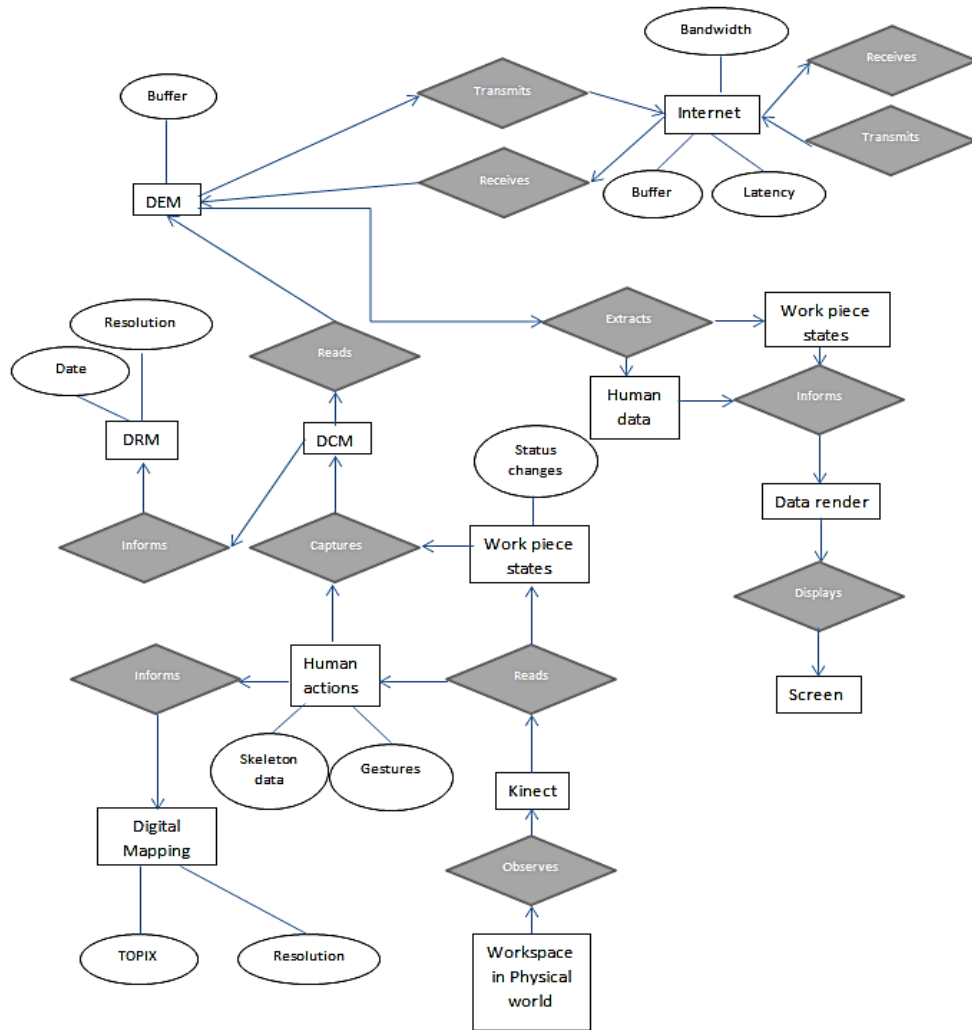 Bandwidth
Receives
Buffer
Transmits
Internet
Transmits
Receives
Buffer
Latency
DEM
Resolution
Extracts
Work piece
states
Reads
Date
Human
data
Informs
DRM
DCM
Status
changes
Data render
Informs
Captures
Work piece
states
Displays
Informs
Human
actions
Reads
Screen
Skeleton
data
Gestures
Kinect
Digital
Mapping
Observes
TOPIX
Resolution
Workspace
in Physical
world